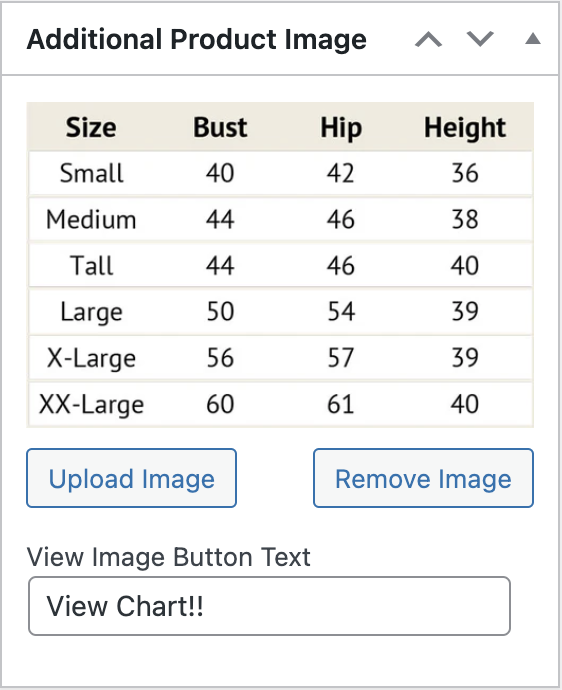 Additional Product Image
Size Bust Hip Height
Small 40 42 36
Medium 44 46 38
Tall 44 46 40
Large 50 54 39
X-Large 56 57 39
XX-Large 60 61 40
Upload Image Remove Image
View Image Button Text
View Chart!!